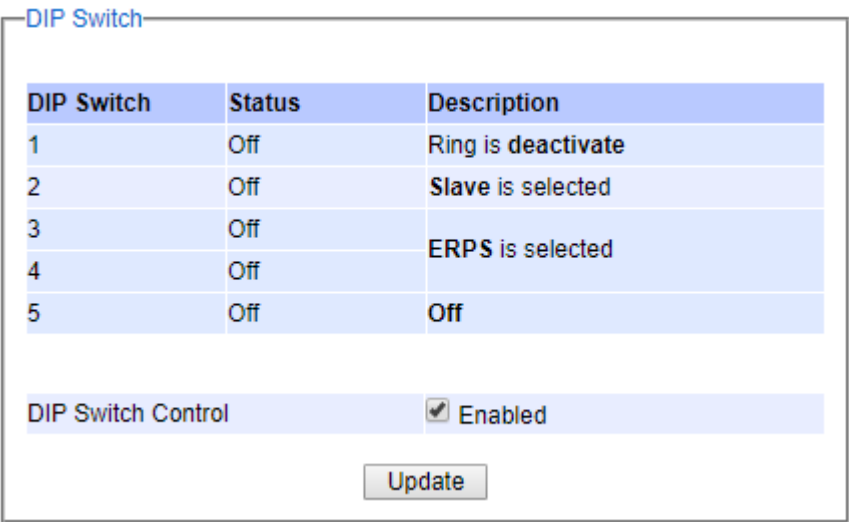 DIP Switch
DIP Switch Status Description
1 Off Ring is deactivate
2 Off Slave is selected
3 Off
ERPS is selected
4 Off
5 Off Off
DIP Switch Control Enabled
Update